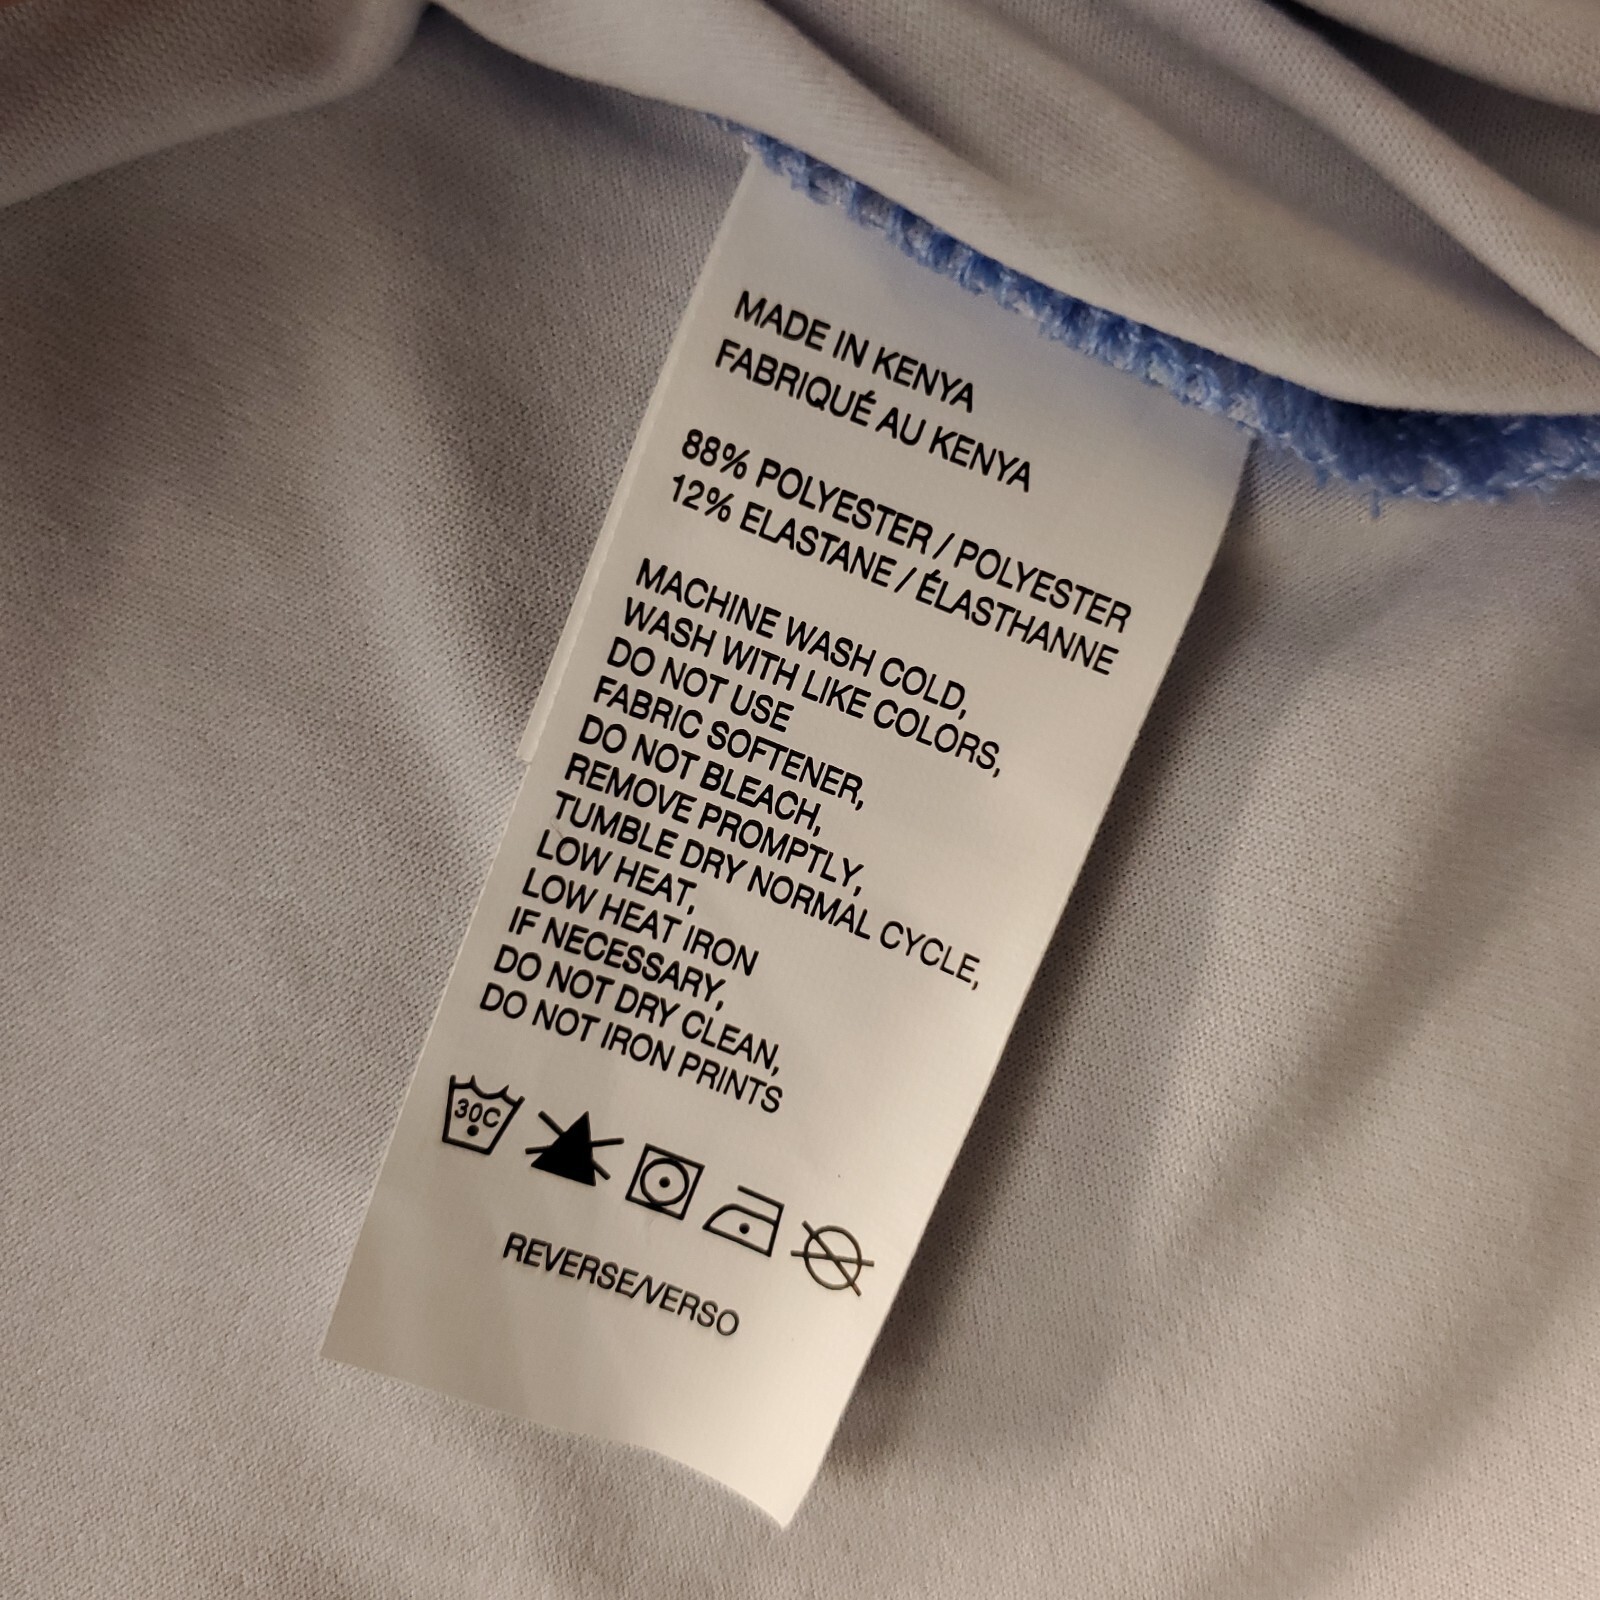 MADE IN KENYA
FABRIQUÉ AU KENYA
88% POLYESTER / POLYESTER
12% ELASTANE / ÉLASTHANNE
MACHINE WASH COLD,
WASH WITH LIKE COLORS,
DO NOT USE
FABRIC SOFTENER,
DO NOT BLEACH,
REMOVE PROMPTLY,
TUMBLE DRY NORMAL CYCLE,
LOW HEAT,
LOW HEAT IRON
IF NECESSARY,
DO NOT DRY CLEAN,
DO NOT IRON PRINTS
30C
REVERSE/VERSO